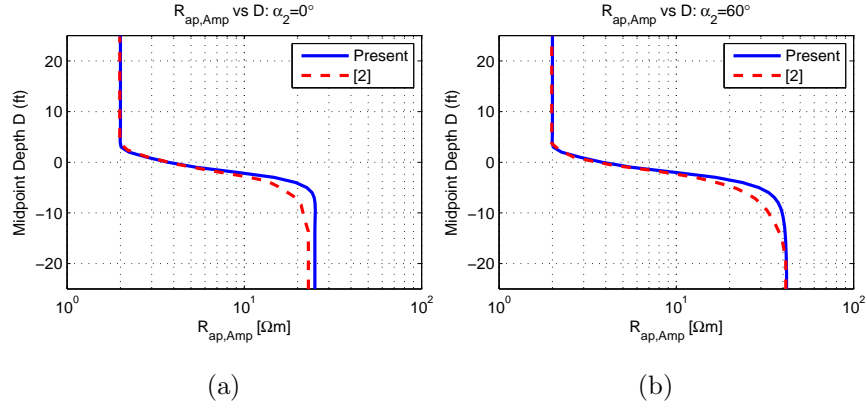 R_ap,Amp vs D: α_2=0°
Midpoint Depth D (ft)
20
10
0
−10
−20
10^0
10^1
10^2
R_ap,Amp [Ωm]
Present
[2]
(a)
R_ap,Amp vs D: α_2=60°
Midpoint Depth D (ft)
20
10
0
−10
−20
10^0
10^1
10^2
R_ap,Amp [Ωm]
Present
[2]
(b)